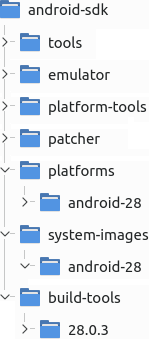 android-sdk
tools
emulator
platform-tools
patcher
platforms
android-28
system-images
android-28
build-tools
28.0.3